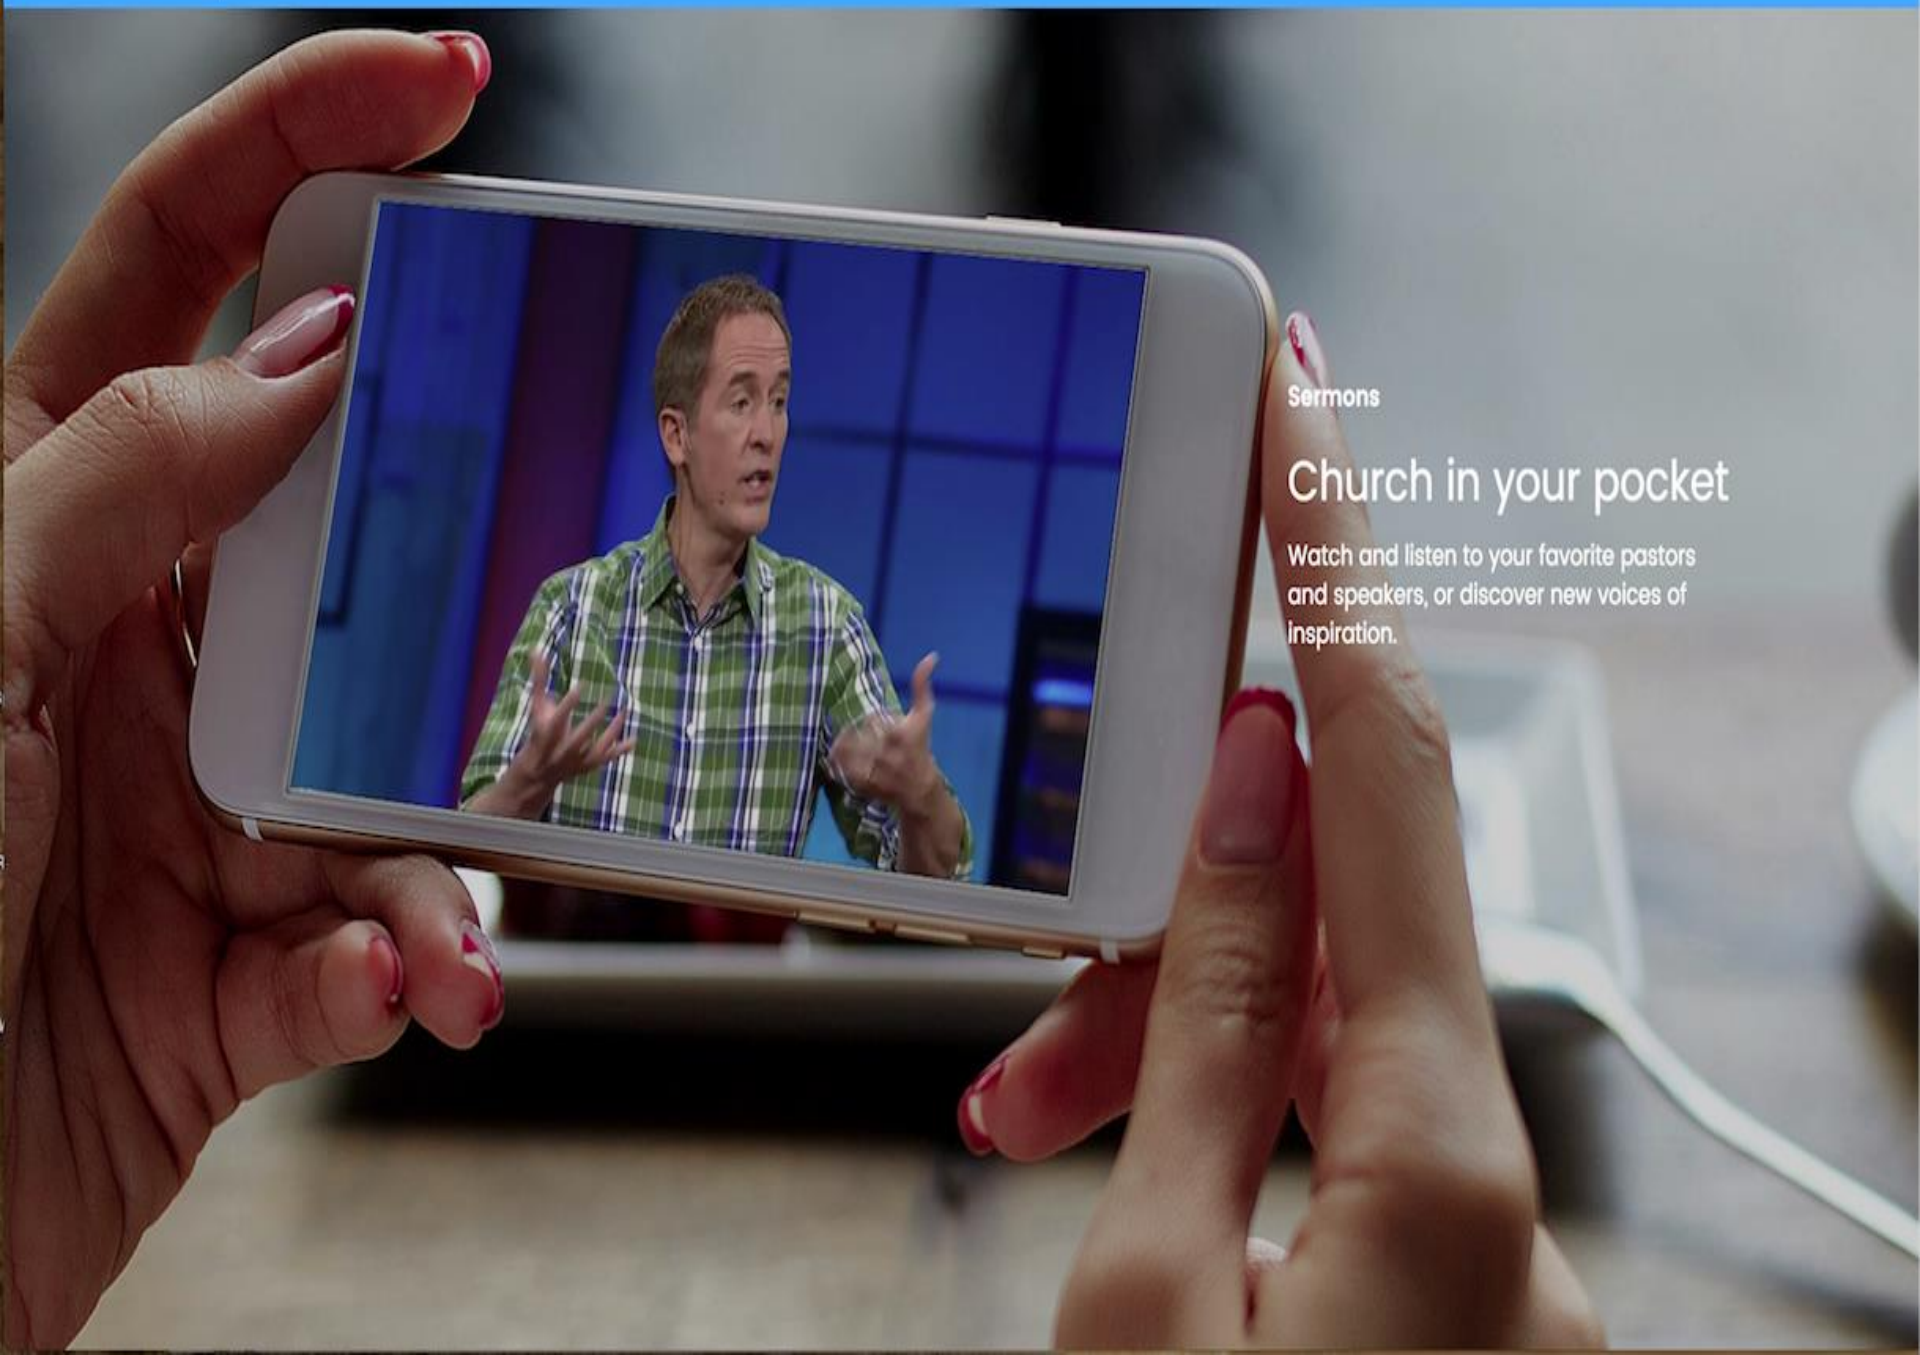 Sermons
Church in your pocket
Watch and listen to your favorite pastors
and speakers, or discover new voices of
inspiration.